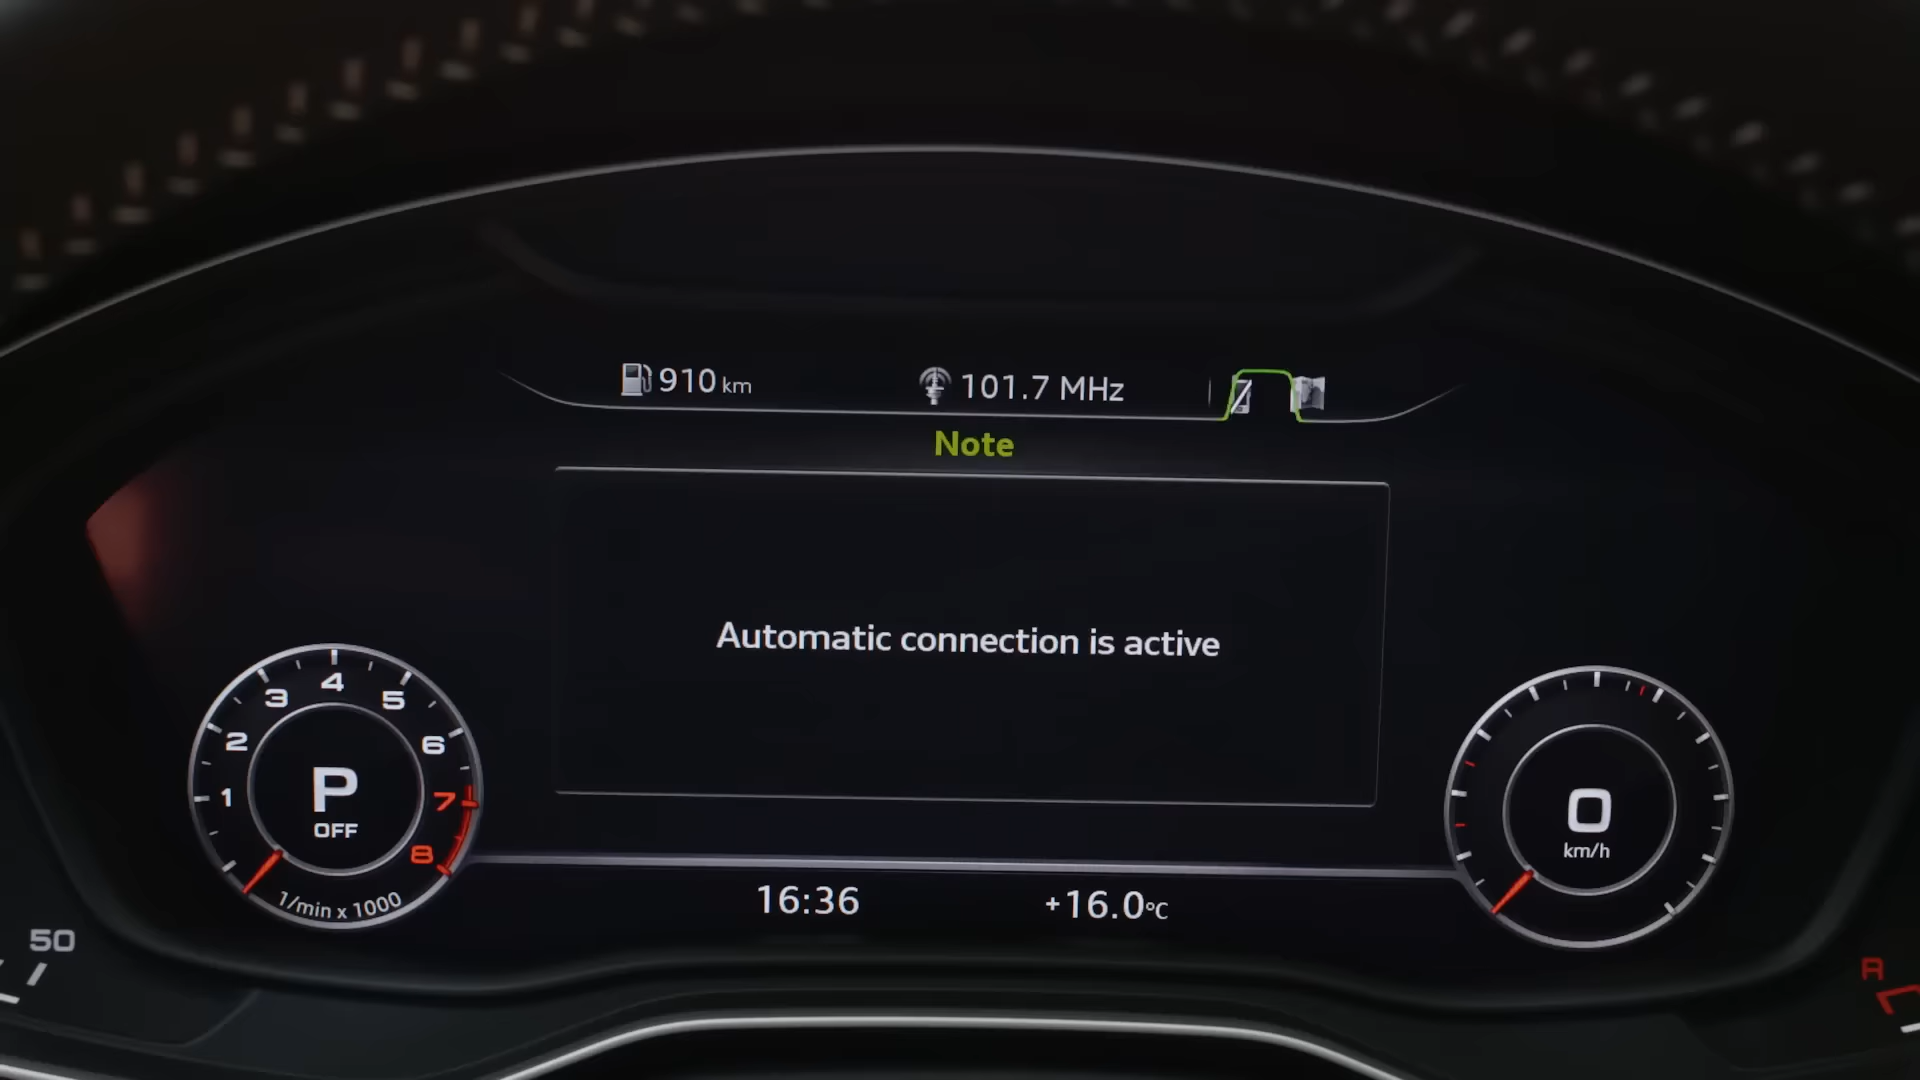 910 km
101.7 MHz
Note
Automatic connection is active
1
2
3
4
5
6
7
8
P
OFF
1/min x 1000
0
km/h
16:36
+16.0°C
50
R